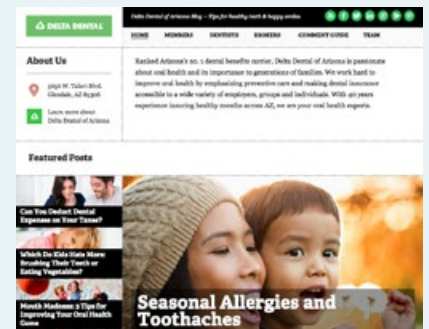 DELTA DENTAL
Delta Dental of Arizona Blog – Tips for healthy teeth & happy smiles
HOME MEMBERS DENTISTS BROKERS COMMENT GUIDE TEAM
About Us
5656 W. Talavi Blvd.
Glendale, AZ 85306
Learn more about
Delta Dental of Arizona
Ranked Arizona's no. 1 dental benefits carrier, Delta Dental of Arizona is passionate
about oral health and its importance to generations of families. We work hard to
improve oral health by emphasizing preventive care and making dental insurance
accessible to a wide variety of employers, groups and individuals. With 40 years
experience insuring healthy mouths across AZ, we are your oral health experts.
Featured Posts
Can You Deduct Dental
Expenses on Your Taxes?
Which Do Kids Hate More:
Brushing Their Teeth or
Eating Vegetables?
Mouth Madness: 5 Tips for
Improving Your Oral Health
Game
Seasonal Allergies and
Toothaches